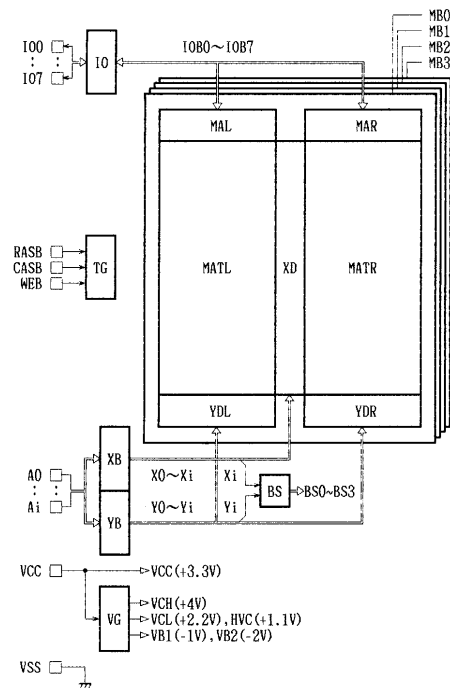 MB0
MB1
MB2
MB3
IO0
IO7
IO
IOB0~IOB7
MAL
MAR
RASB
CASB
WEB
TG
MATL
XD
MATR
YDL
YDR
A0
Ai
XB
YB
X0~Xi
Xi
Y0~Yi
Yi
BS
BS0~BS3
VCC
VCC(+3.3V)
VG
VCH(+4V)
VCL(+2.2V),HVC(+1.1V)
VB1(-1V),VB2(-2V)
VSS